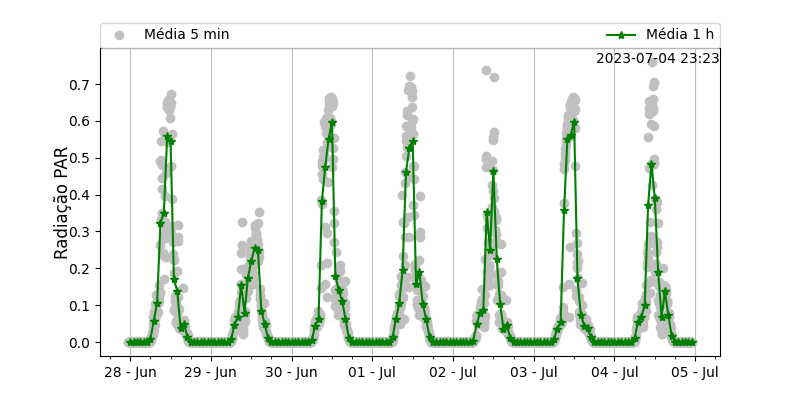 Média 5 min
Média 1 h
2023-07-04 23:23
Radiação PAR
0.7
0.6
0.5
0.4
0.3
0.2
0.1
0.0
28 - Jun
29 - Jun
30 - Jun
01 - Jul
02 - Jul
03 - Jul
04 - Jul
05 - Jul